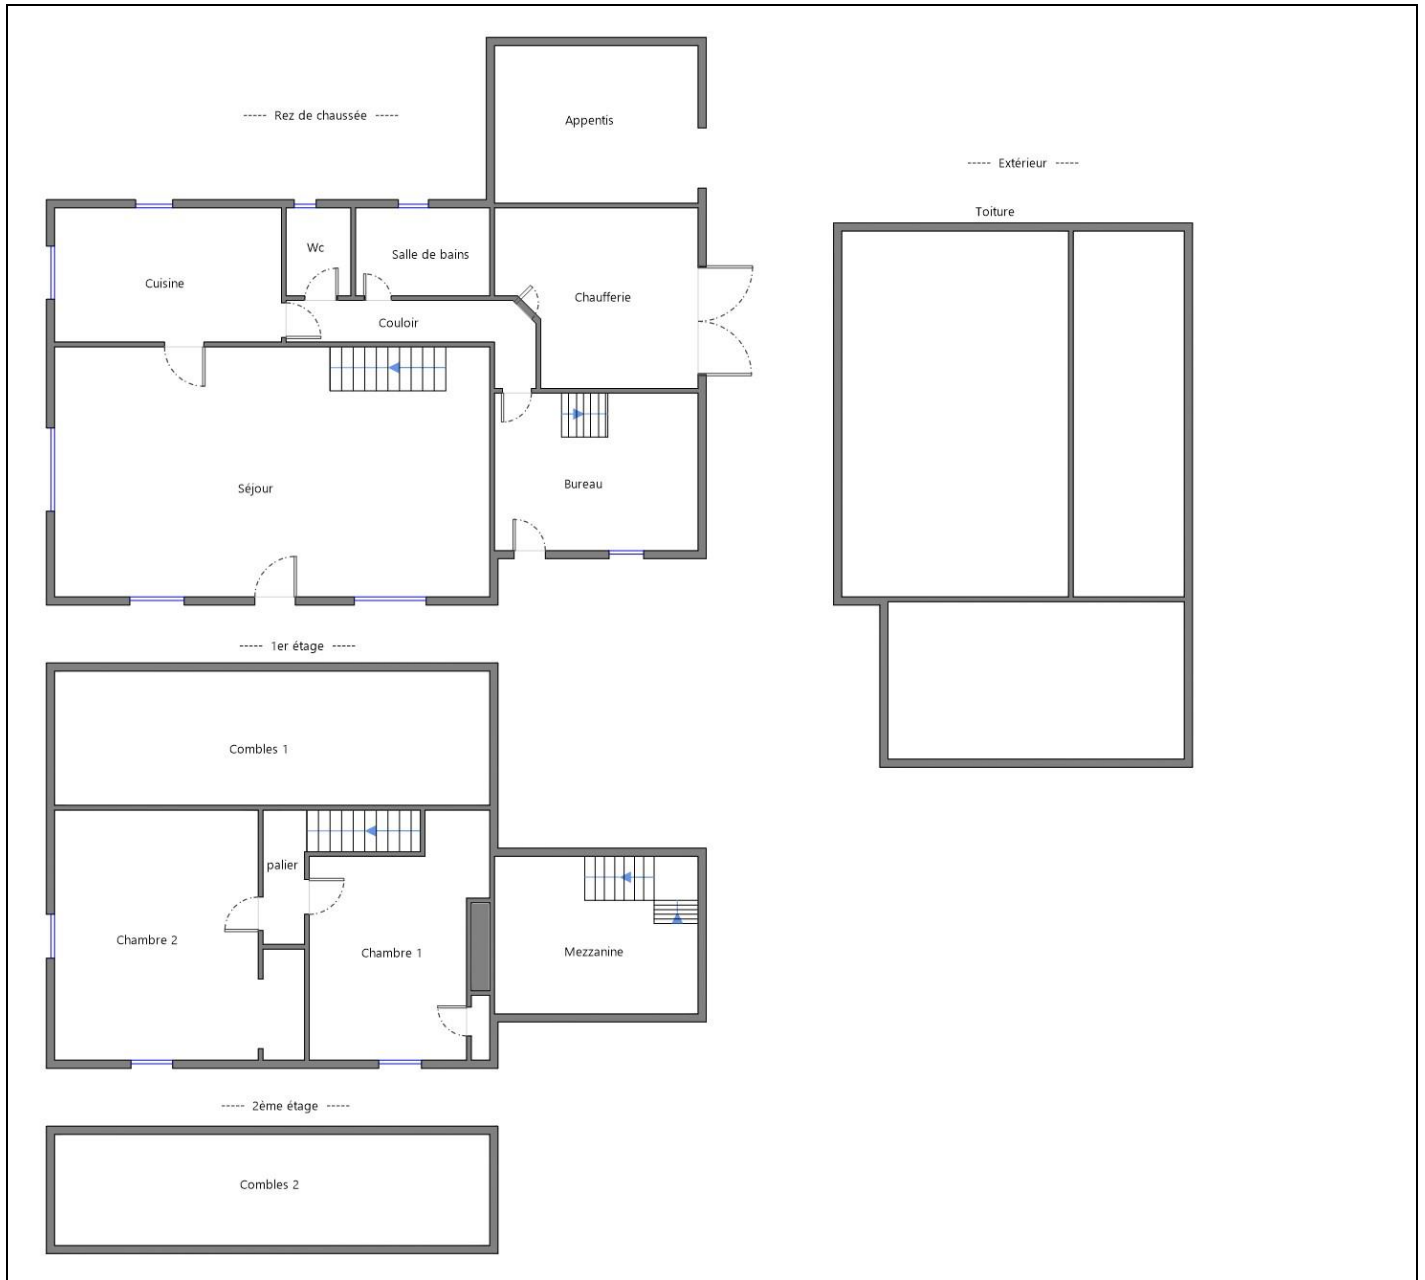 Appentis
----- Rez de chaussée -----
----- Extérieur -----
Toiture
Wc
Salle de bains
Cuisine
Chaufferie
Couloir
Séjour
Bureau
----- 1er étage -----
Combles 1
palier
Chambre 2
Chambre 1
Mezzanine
----- 2ème étage -----
Combles 2